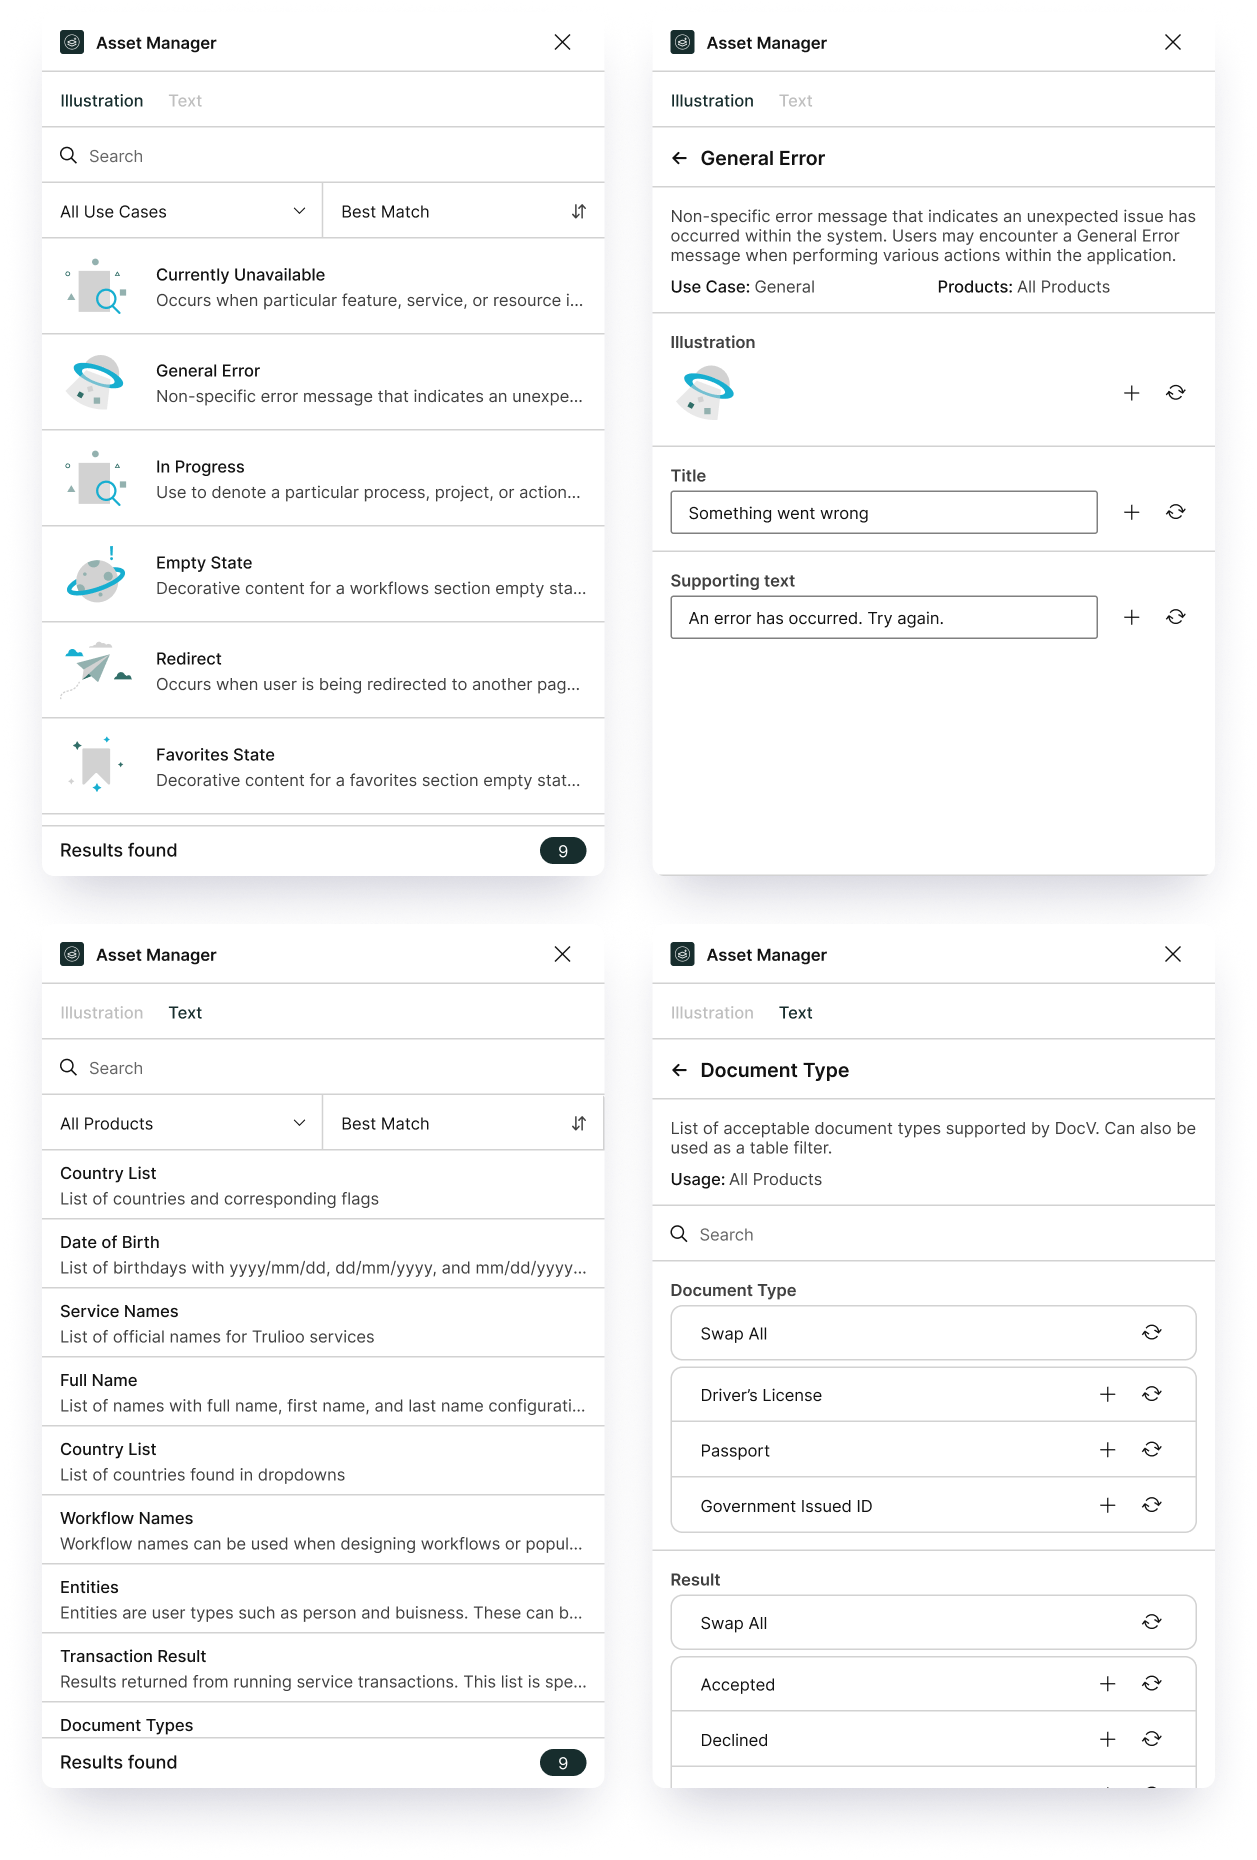 Asset Manager
Illustration Text
Search
All Use Cases Best Match
Currently Unavailable
Occurs when particular feature, service, or resource i...
General Error
Non-specific error message that indicates an unexpe...
In Progress
Use to denote a particular process, project, or action...
Empty State
Decorative content for a workflows section empty sta...
Redirect
Occurs when user is being redirected to another pag...
Favorites State
Decorative content for a favorites section empty stat...
Results found 9
Asset Manager
Illustration Text
General Error
Non-specific error message that indicates an unexpected issue has
occurred within the system. Users may encounter a General Error
message when performing various actions within the application.
Use Case: General Products: All Products
Illustration
Title
Something went wrong
Supporting text
An error has occurred. Try again.
Asset Manager
Illustration Text
Search
All Products Best Match
Country List
List of countries and corresponding flags
Date of Birth
List of birthdays with yyyy/mm/dd, dd/mm/yyyy, and mm/dd/yyyy...
Service Names
List of official names for Trulioo services
Full Name
List of names with full name, first name, and last name configurati...
Country List
List of countries found in dropdowns
Workflow Names
Workflow names can be used when designing workflows or popul...
Entities
Entities are user types such as person and buisness. These can b...
Transaction Result
Results returned from running service transactions. This list is spe...
Document Types
Results found 9
Asset Manager
Illustration Text
Document Type
List of acceptable document types supported by DocV. Can also be
used as a table filter.
Usage: All Products
Search
Document Type
Swap All
Driver’s License
Passport
Government Issued ID
Result
Swap All
Accepted
Declined